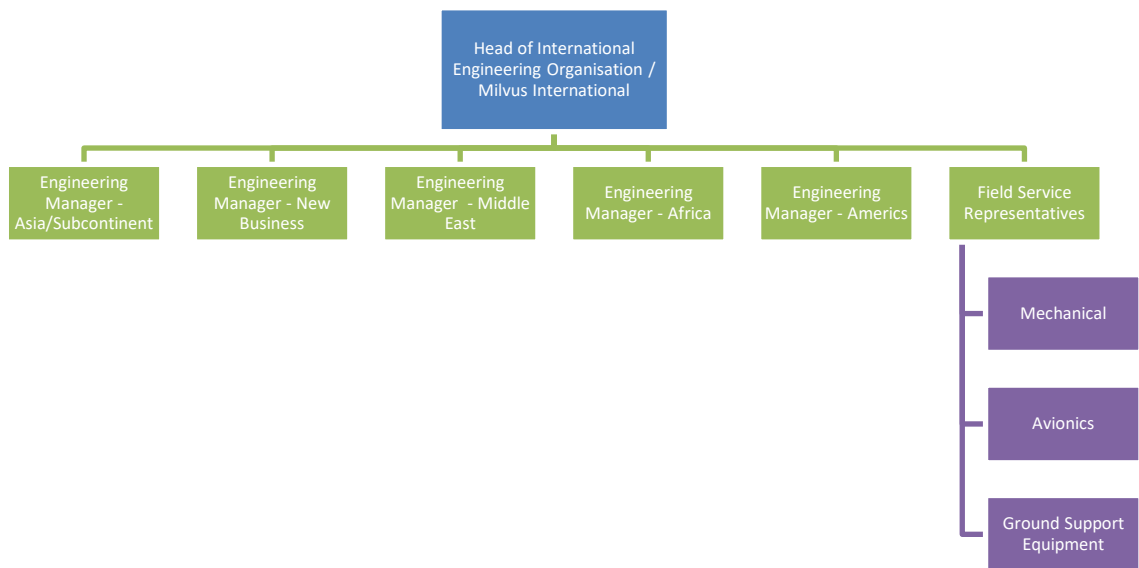 Head of International
Engineering Organisation /
Milvus International
Engineering
Manager -
Asia/Subcontinent
Engineering
Manager - New
Business
Engineering
Manager  - Middle
East
Engineering
Manager - Africa
Engineering
Manager - Americs
Field Service
Representatives
Mechanical
Avionics
Ground Support
Equipment